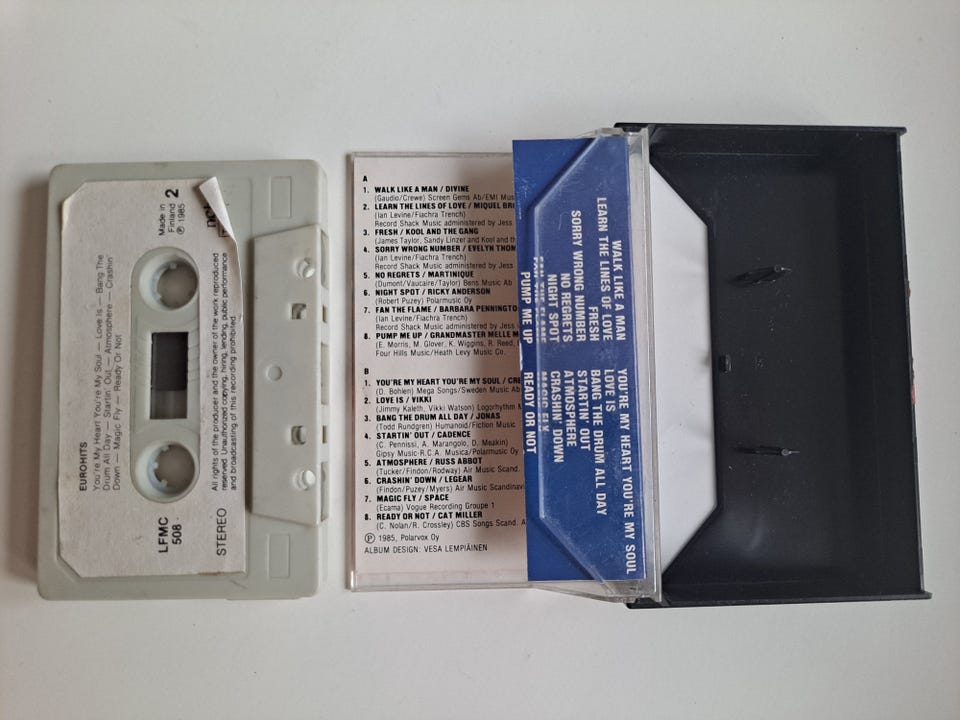 EUROHITS
You're My Heart You're My Soul — Love Is — Bang The
Drum All Day — Startin' Out — Atmosphere — Crashin'
Down — Magic Fly — Ready Or Not
Made in
Finland
℗ 1985
2
LFMC
508
STEREO
All rights of the producer and the owner of the work reproduced
reserved. Unauthorized copying, hiring, lending, public performance
and broadcasting of this recording prohibited.
A
1. WALK LIKE A MAN / DIVINE
(Gaudio/Crewe) Screen Gems Ab/EMI Mus
2. LEARN THE LINES OF LOVE / MIQUEL BR
(Ian Levine/Fiachra Trench)
Record Shack Music administered by Jess
3. FRESH / KOOL AND THE GANG
(James Taylor, Sandy Linzer and Kool and t
4. SORRY WRONG NUMBER / EVELYN THO
(Ian Levine/Fiachra Trench)
Record Shack Music administered by Jess
5. NO REGRETS / MARTINIQUE
(Dumont/Vaucaire/Taylor) Bens Music Ab
6. NIGHT SPOT / RICKY ANDERSON
(Robert Puzey) Polarmusic Oy
7. FAN THE FLAME / BARBARA PENNINGTO
(Ian Levine/Fiachra Trench)
Record Shack Music administered by Jess
8. PUMP ME UP / GRANDMASTER MELLE M
(E. Morris, M. Glover, K. Wiggins, R. Reed,
Four Hills Music/Heath Levy Music Co.
B
1. YOU'RE MY HEART YOU'RE MY SOUL / CR
(D. Bohlen) Mega Songs/Sweden Music Ab
2. LOVE IS / VIKKI
(Jimmy Kaleth, Vikki Watson) Logorhythm
3. BANG THE DRUM ALL DAY / JONAS
(Todd Rundgren) Humanoid/Fiction Music
4. STARTIN' OUT / CADENCE
(C. Pennissi, A. Marangolo, D. Meakin)
Gipsy Music-R.C.A. Musica/Polarmusic Oy
5. ATMOSPHERE / RUSS ABBOT
(Tucker/Findon/Rodway) Air Music Scand.
6. CRASHIN' DOWN / LEGEAR
(Findon/Puzey/Myers) Air Music Scandinav
7. MAGIC FLY / SPACE
(Ecama) Vogue Recording Groupe 1
8. READY OR NOT / CAT MILLER
(C. Nolan/R. Crossley) CBS Songs Scand. A
℗ 1985, Polarvox Oy
ALBUM DESIGN: VESA LEMPIÄINEN
WALK LIKE A MAN
LEARN THE LINES OF LOVE
FRESH
SORRY WRONG NUMBER
NO REGRETS
NIGHT SPOT
FAN THE FLAME
PUMP ME UP
YOU'RE MY HEART YOU'RE MY SOUL
LOVE IS
BANG THE DRUM ALL DAY
STARTIN' OUT
ATMOSPHERE
CRASHIN' DOWN
MAGIC FLY
READY OR NOT